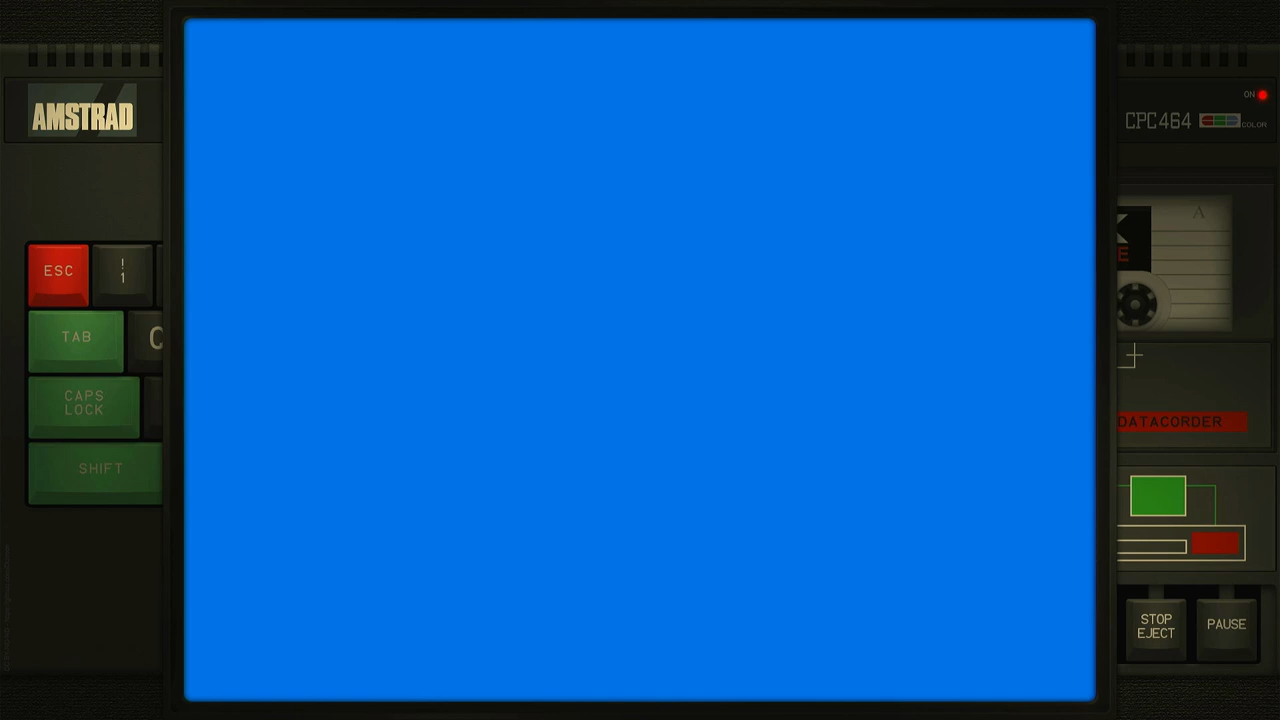 AMSTRAD
ESC
!
1
TAB
CAPS
LOCK
SHIFT
ON
CPC464
COLOR
A
DATACORDER
STOP
EJECT
PAUSE